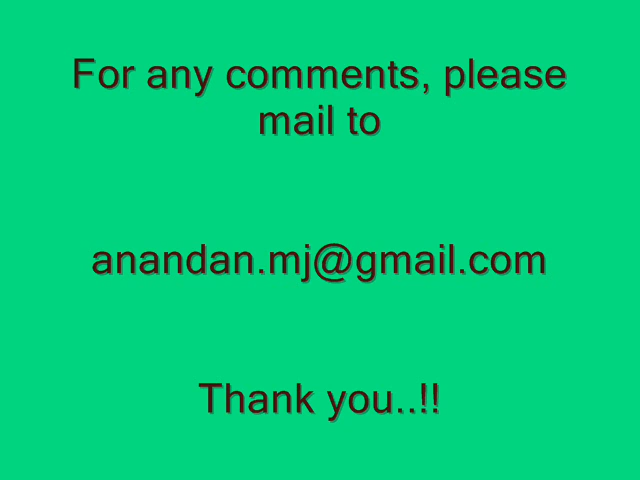 For any comments, please
mail to
anandan.mj@gmail.com
Thank you..!!